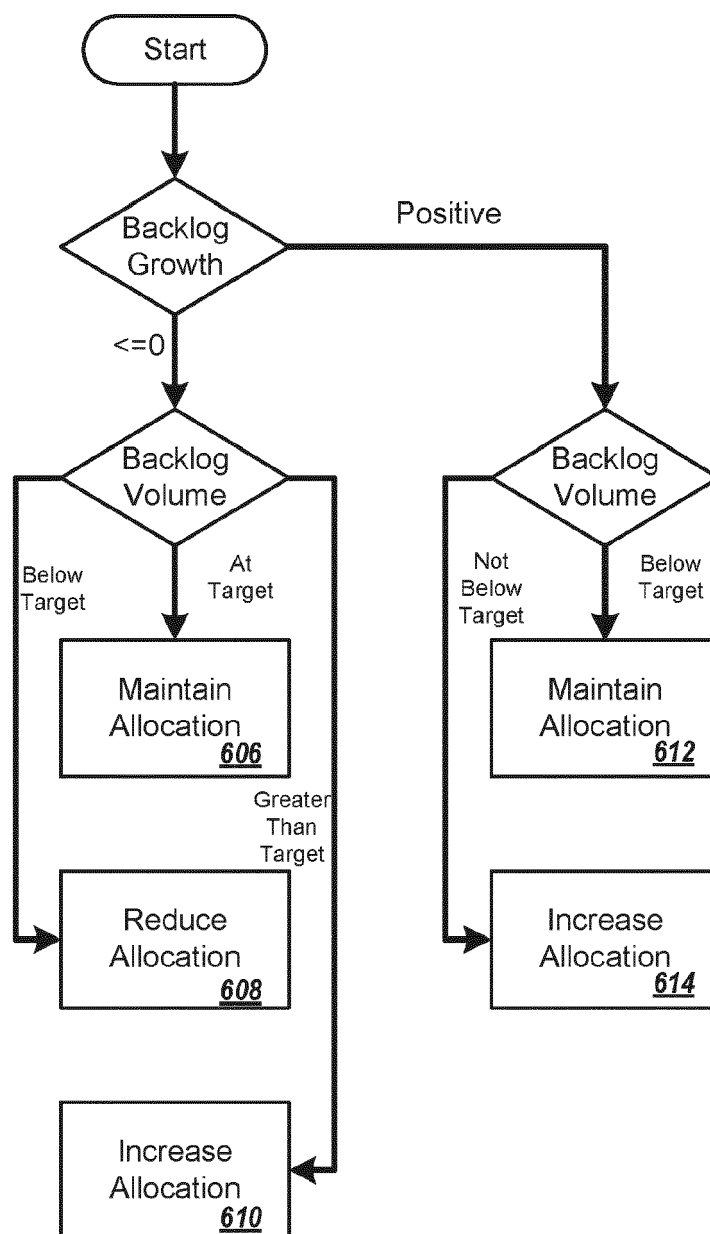 Start
Backlog
Growth
Positive
<=0
Backlog
Volume
Backlog
Volume
Below
Target
At
Target
Not
Below
Target
Below
Target
Maintain
Allocation
606
Maintain
Allocation
612
Greater
Than
Target
Reduce
Allocation
608
Increase
Allocation
614
Increase
Allocation
610